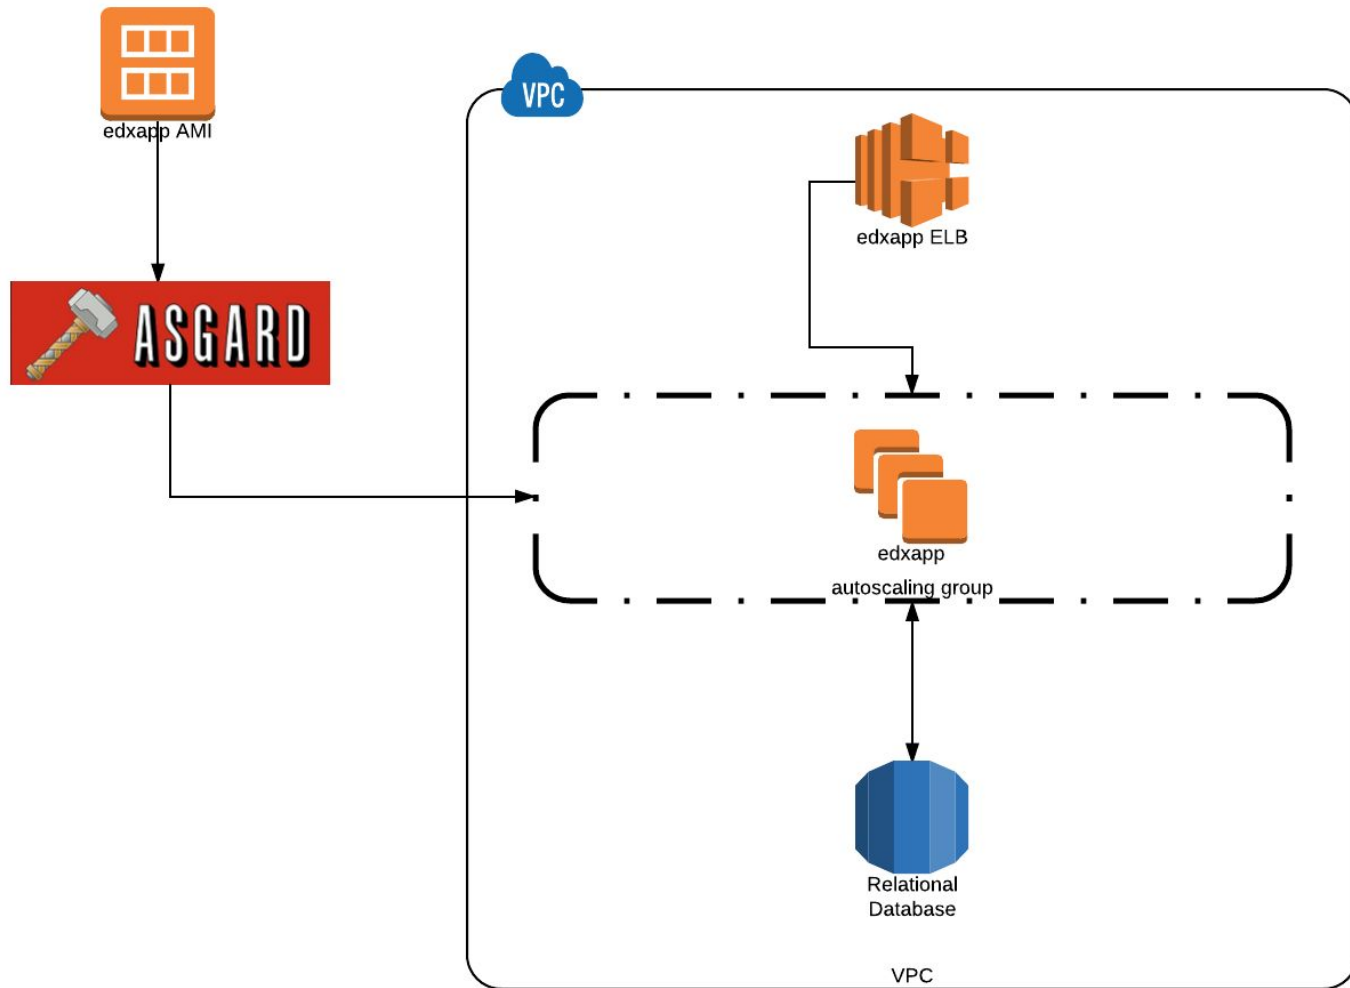 edxapp AMI
VPC
edxapp ELB
ASGARD
edxapp
autoscaling group
Relational
Database
VPC